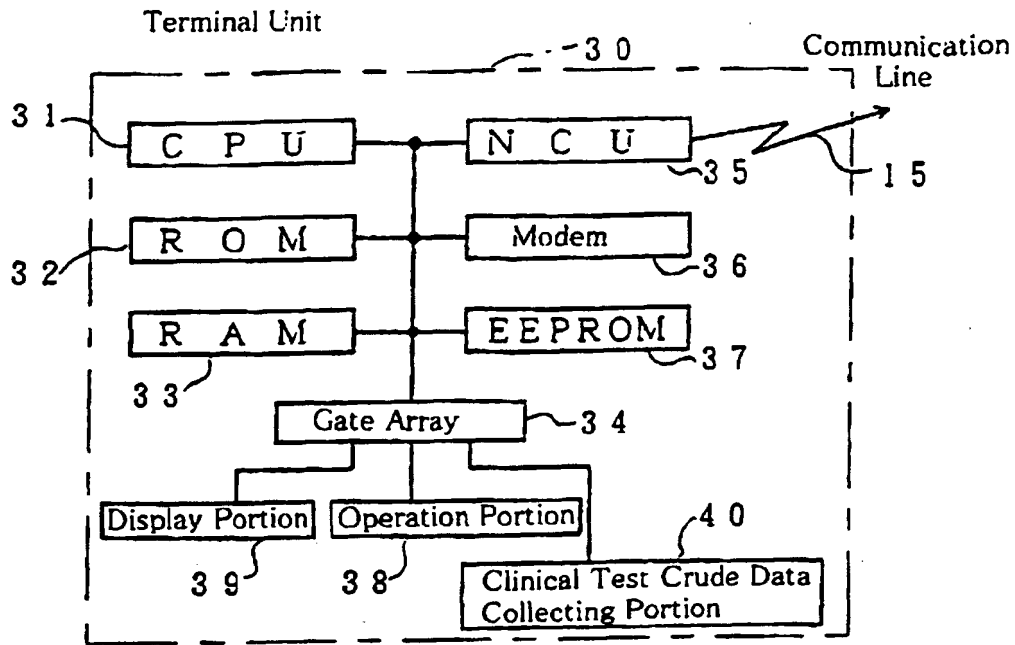 Terminal Unit
30
Communication
Line
31
CPU
NCU
35
15
ROM
Modem
32
36
RAM
EEPROM
33
37
Gate Array
34
Display Portion
Operation Portion
40
39
38
Clinical Test Crude Data
Collecting Portion